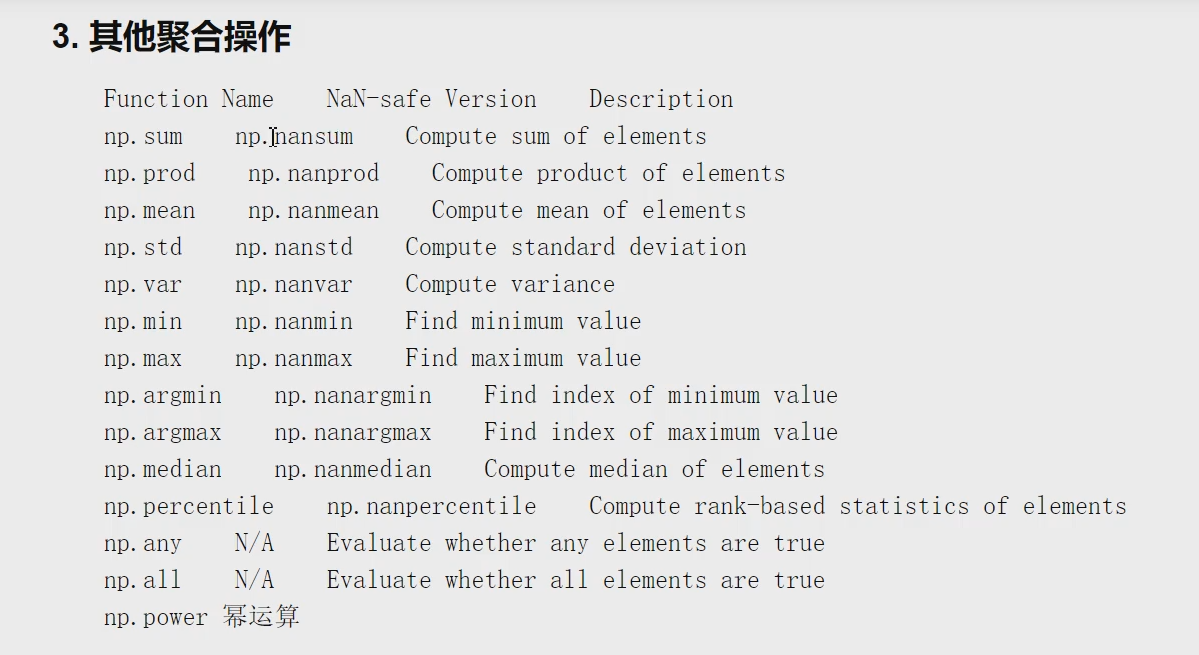 3. 其他聚合操作
Function Name    NaN-safe Version    Description
np.sum    np.nansum    Compute sum of elements
np.prod    np.nanprod    Compute product of elements
np.mean    np.nanmean    Compute mean of elements
np.std    np.nanstd    Compute standard deviation
np.var    np.nanvar    Compute variance
np.min    np.nanmin    Find minimum value
np.max    np.nanmax    Find maximum value
np.argmin    np.nanargmin    Find index of minimum value
np.argmax    np.nanargmax    Find index of maximum value
np.median    np.nanmedian    Compute median of elements
np.percentile    np.nanpercentile    Compute rank-based statistics of elements
np.any    N/A    Evaluate whether any elements are true
np.all    N/A    Evaluate whether all elements are true
np.power 幂运算